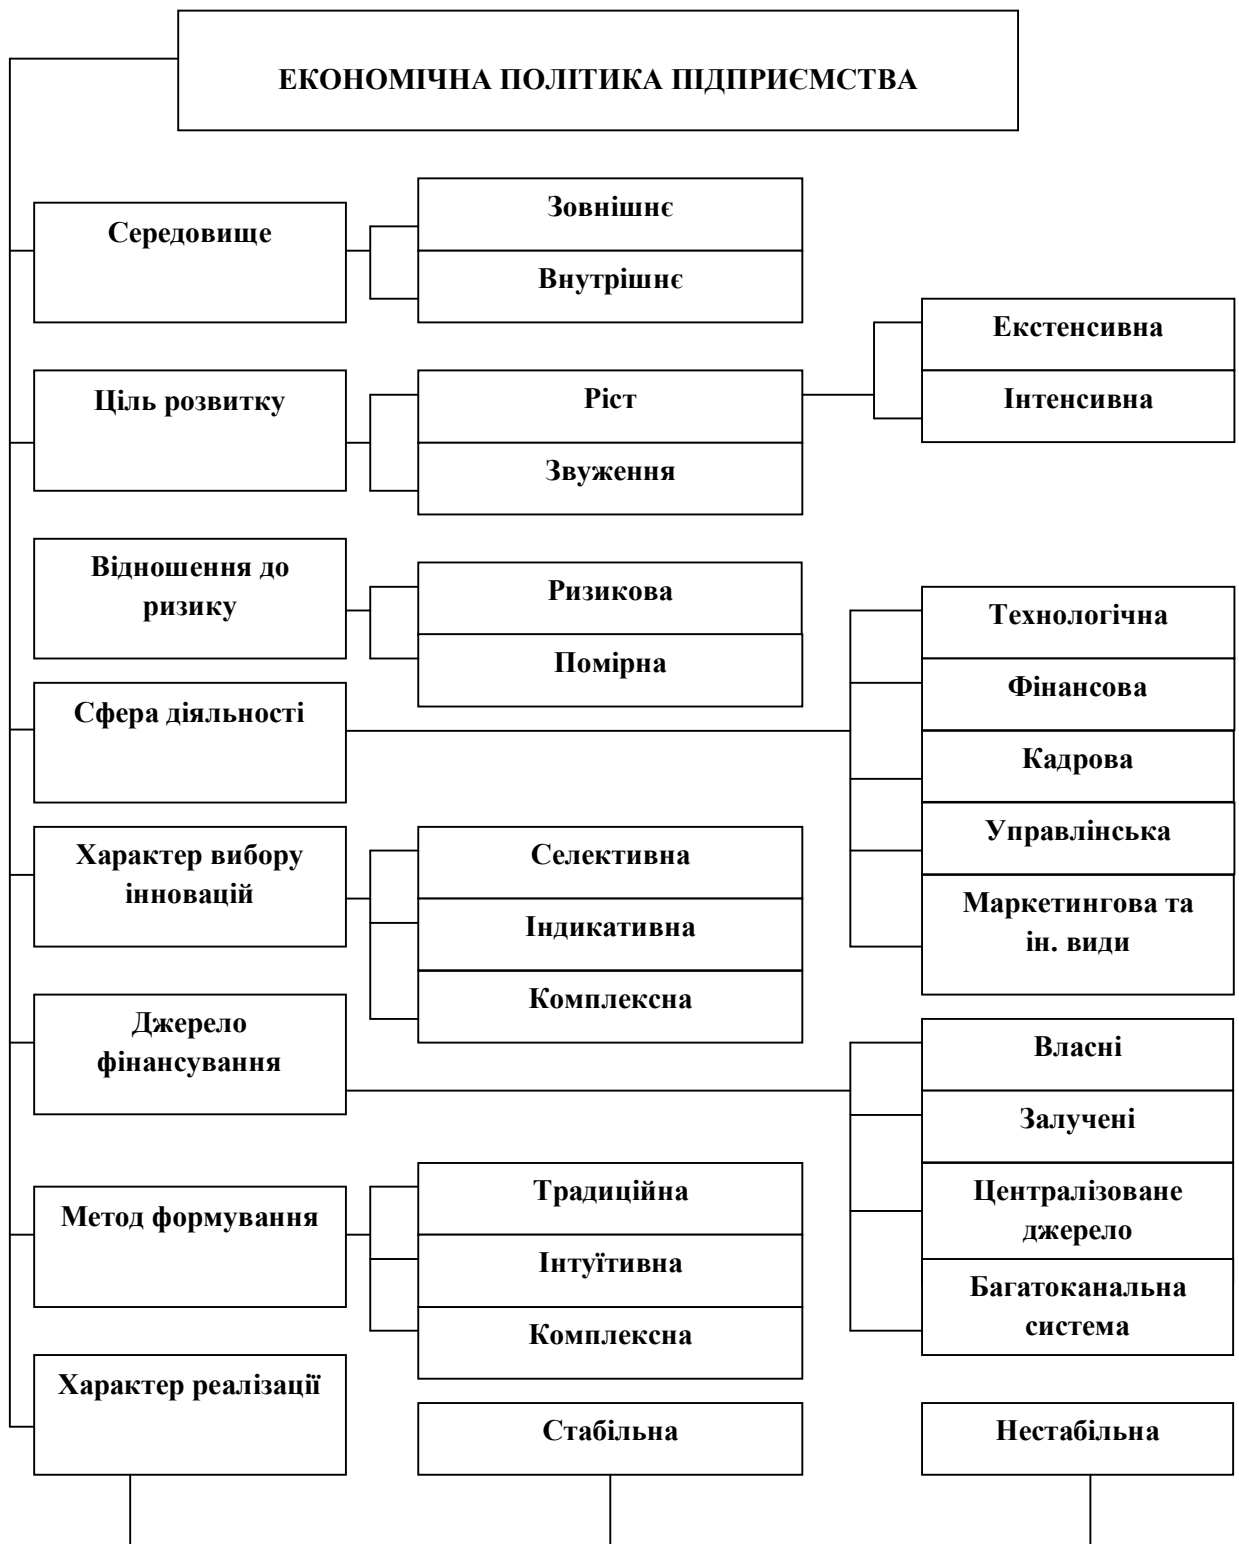 ЕКОНОМІЧНА ПОЛІТИКА ПІДПРИЄМСТВА
Середовище
Зовнішнє
Внутрішнє
Ціль розвитку
Ріст
Звуження
Екстенсивна
Інтенсивна
Відношення до
ризику
Ризикова
Помірна
Сфера діяльності
Технологічна
Фінансова
Кадрова
Управлінська
Маркетингова та
ін. види
Характер вибору
інновацій
Селективна
Індикативна
Комплексна
Джерело
фінансування
Власні
Залучені
Централізоване
джерело
Багатоканальна
система
Метод формування
Традиційна
Інтуїтивна
Комплексна
Характер реалізації
Стабільна
Нестабільна